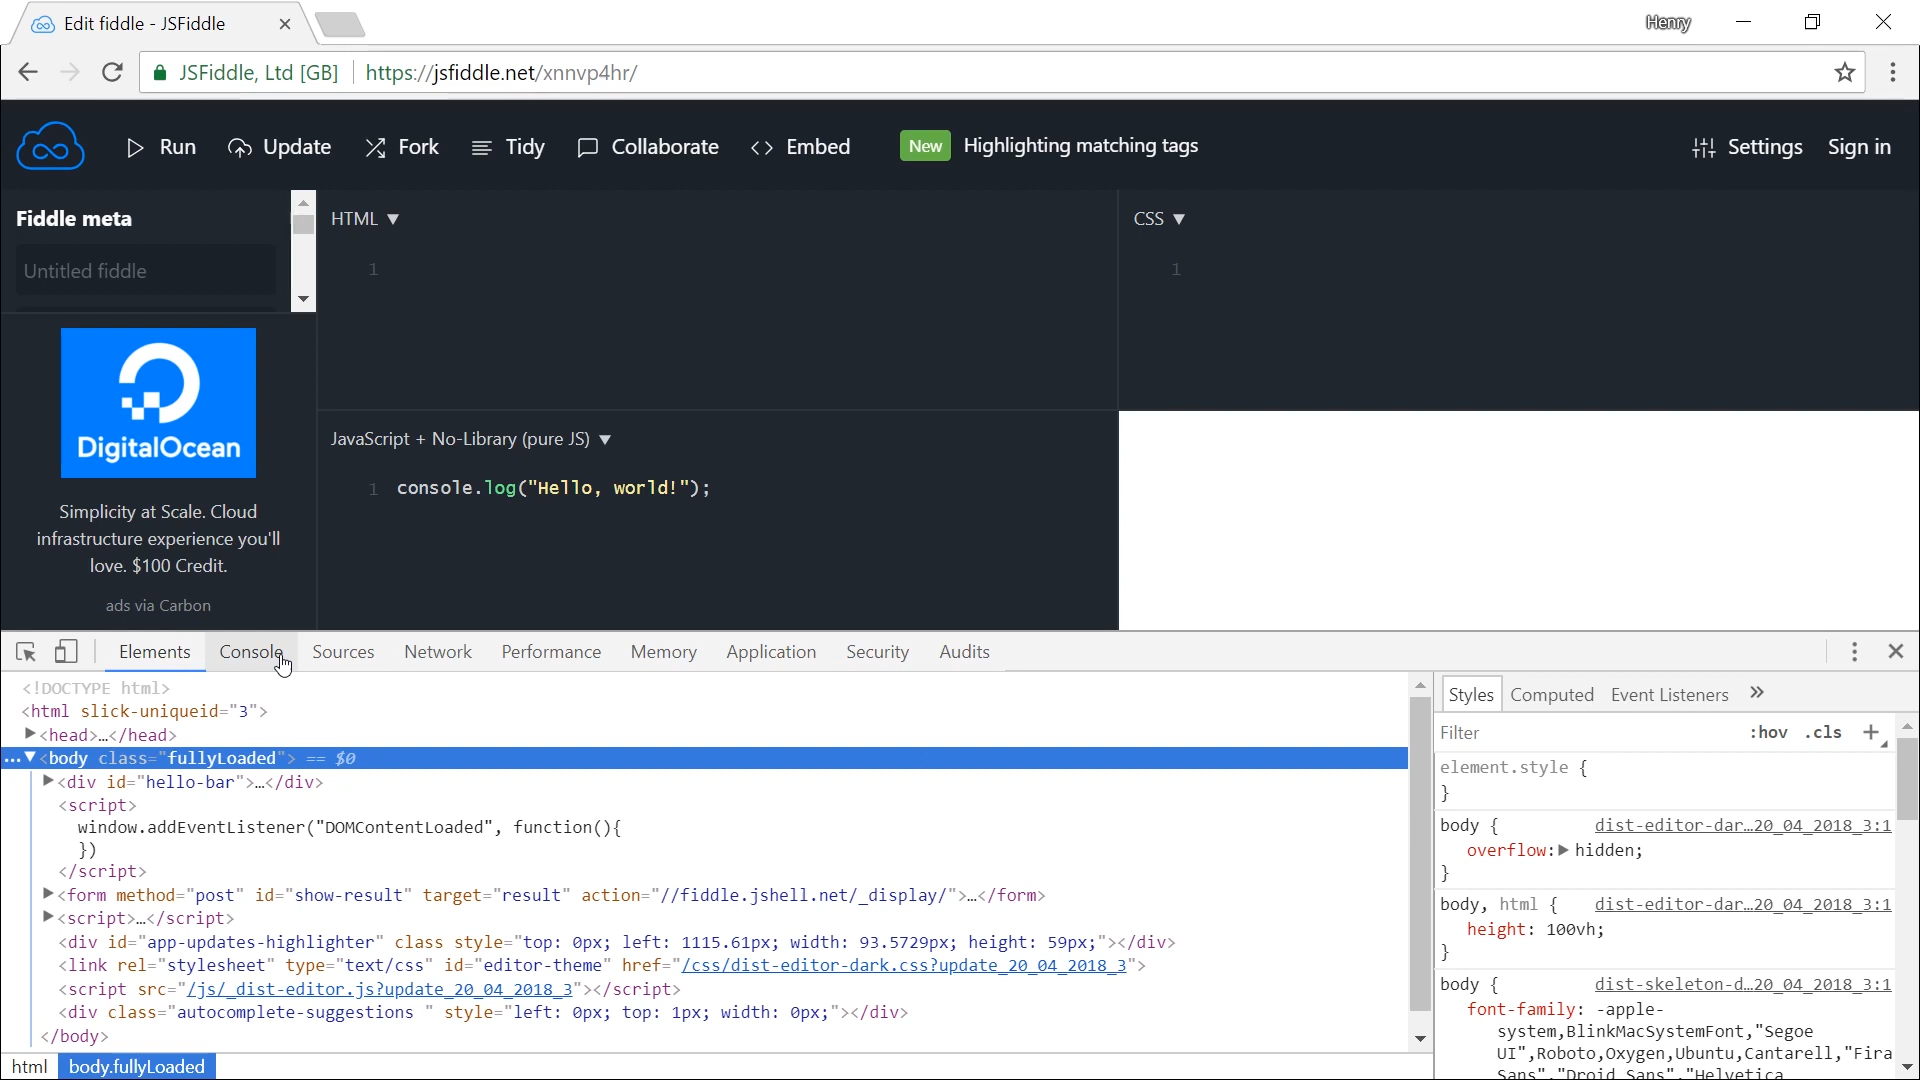 Edit fiddle - JSFiddle
Henry
JSFiddle, Ltd [GB]
https://jsfiddle.net/xnnvp4hr/
Run
Update
Fork
Tidy
Collaborate
Embed
New
Highlighting matching tags
Settings
Sign in
Fiddle meta
Untitled fiddle
DigitalOcean
Simplicity at Scale. Cloud
infrastructure experience you'll
love. $100 Credit.
ads via Carbon
HTML ▼
1
CSS ▼
1
JavaScript + No-Library (pure JS) ▼
1 console.log("Hello, world!");
Elements
Console
Sources
Network
Performance
Memory
Application
Security
Audits
<!DOCTYPE html>
<html slick-uniqueid="3">
▶<head>…</head>
…▼<body class="fullyLoaded"> == $0
▶<div id="hello-bar">…</div>
<script>
window.addEventListener("DOMContentLoaded", function(){
})
</script>
▶<form method="post" id="show-result" target="result" action="//fiddle.jshell.net/_display/">…</form>
▶<script>…</script>
<div id="app-updates-highlighter" class style="top: 0px; left: 1115.61px; width: 93.5729px; height: 59px;"></div>
<link rel="stylesheet" type="text/css" id="editor-theme" href="/css/dist-editor-dark.css?update_20_04_2018_3">
<script src="/js/_dist-editor.js?update_20_04_2018_3"></script>
<div class="autocomplete-suggestions " style="left: 0px; top: 1px; width: 0px;"></div>
</body>
html
body.fullyLoaded
Styles
Computed
Event Listeners
»
Filter
:hov
.cls
+
element.style {
}
body { dist-editor-dar…20_04_2018_3:1
overflow:▶ hidden;
}
body, html { dist-editor-dar…20_04_2018_3:1
height: 100vh;
}
body { dist-skeleton-d…20_04_2018_3:1
font-family: -apple-
system,BlinkMacSystemFont,"Segoe
UI",Roboto,Oxygen,Ubuntu,Cantarell,"Fira
Sans","Droid Sans","Helvetica